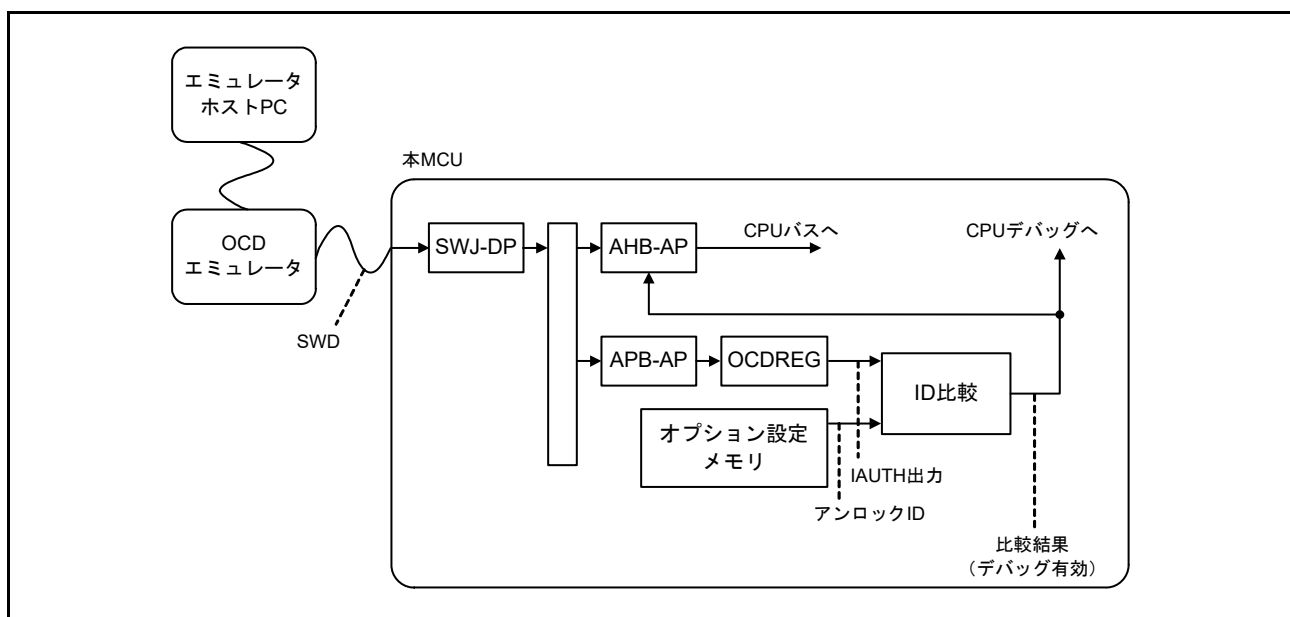 エミュレータ
ホストPC
本MCU
OCD
エミュレータ
SWD
SWJ-DP
AHB-AP
CPUバスへ
CPUデバッグへ
APB-AP
OCDREG
ID比較
オプション設定
メモリ
IAUTH出力
アンロックID
比較結果
(デバッグ有効)